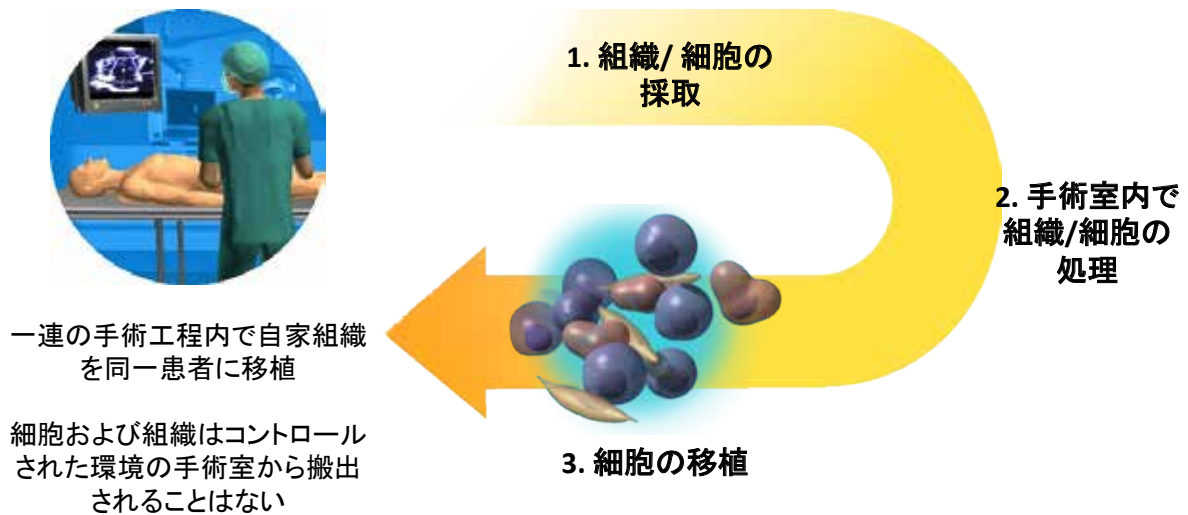 1. 組織/ 細胞の
採取
2. 手術室内で
組織/細胞の
処理
3. 細胞の移植
一連の手術工程内で自家組織
を同一患者に移植
細胞および組織はコントロール
された環境の手術室から搬出
されることはない